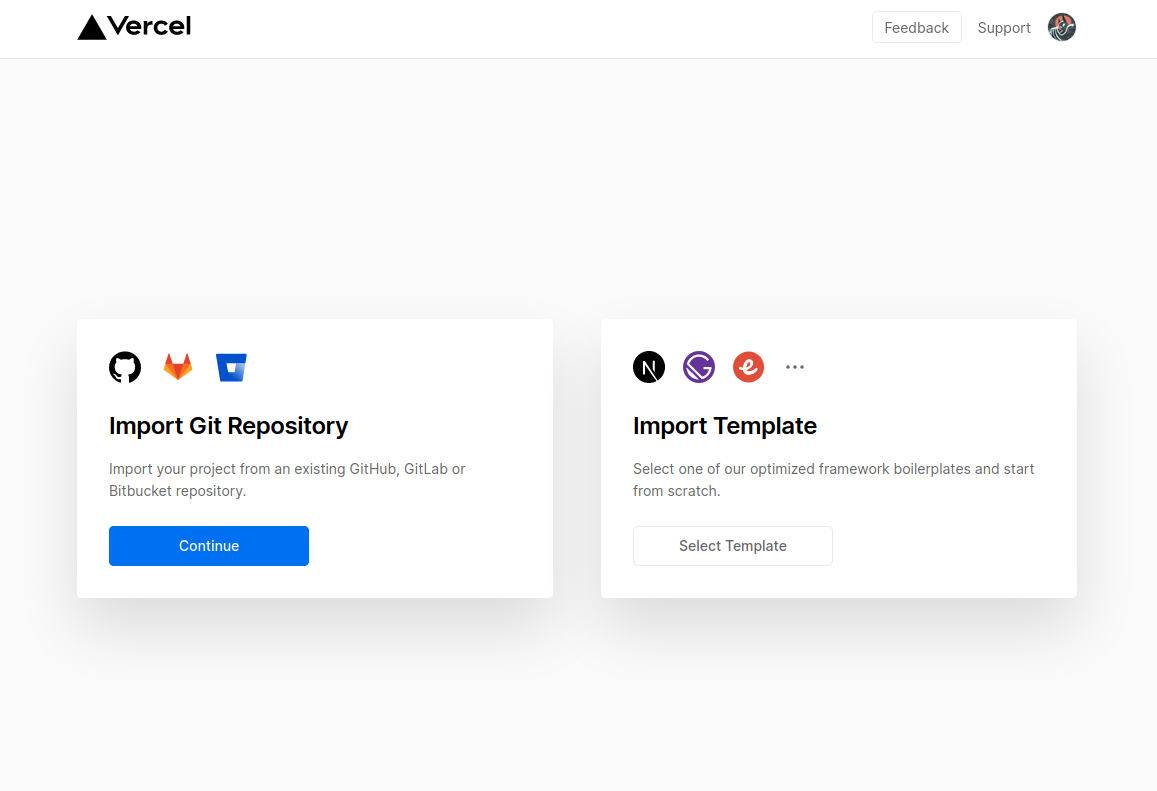 Vercel
Feedback
Support
Import Git Repository
Import your project from an existing GitHub, GitLab or
Bitbucket repository.
Continue
Import Template
Select one of our optimized framework boilerplates and start
from scratch.
Select Template